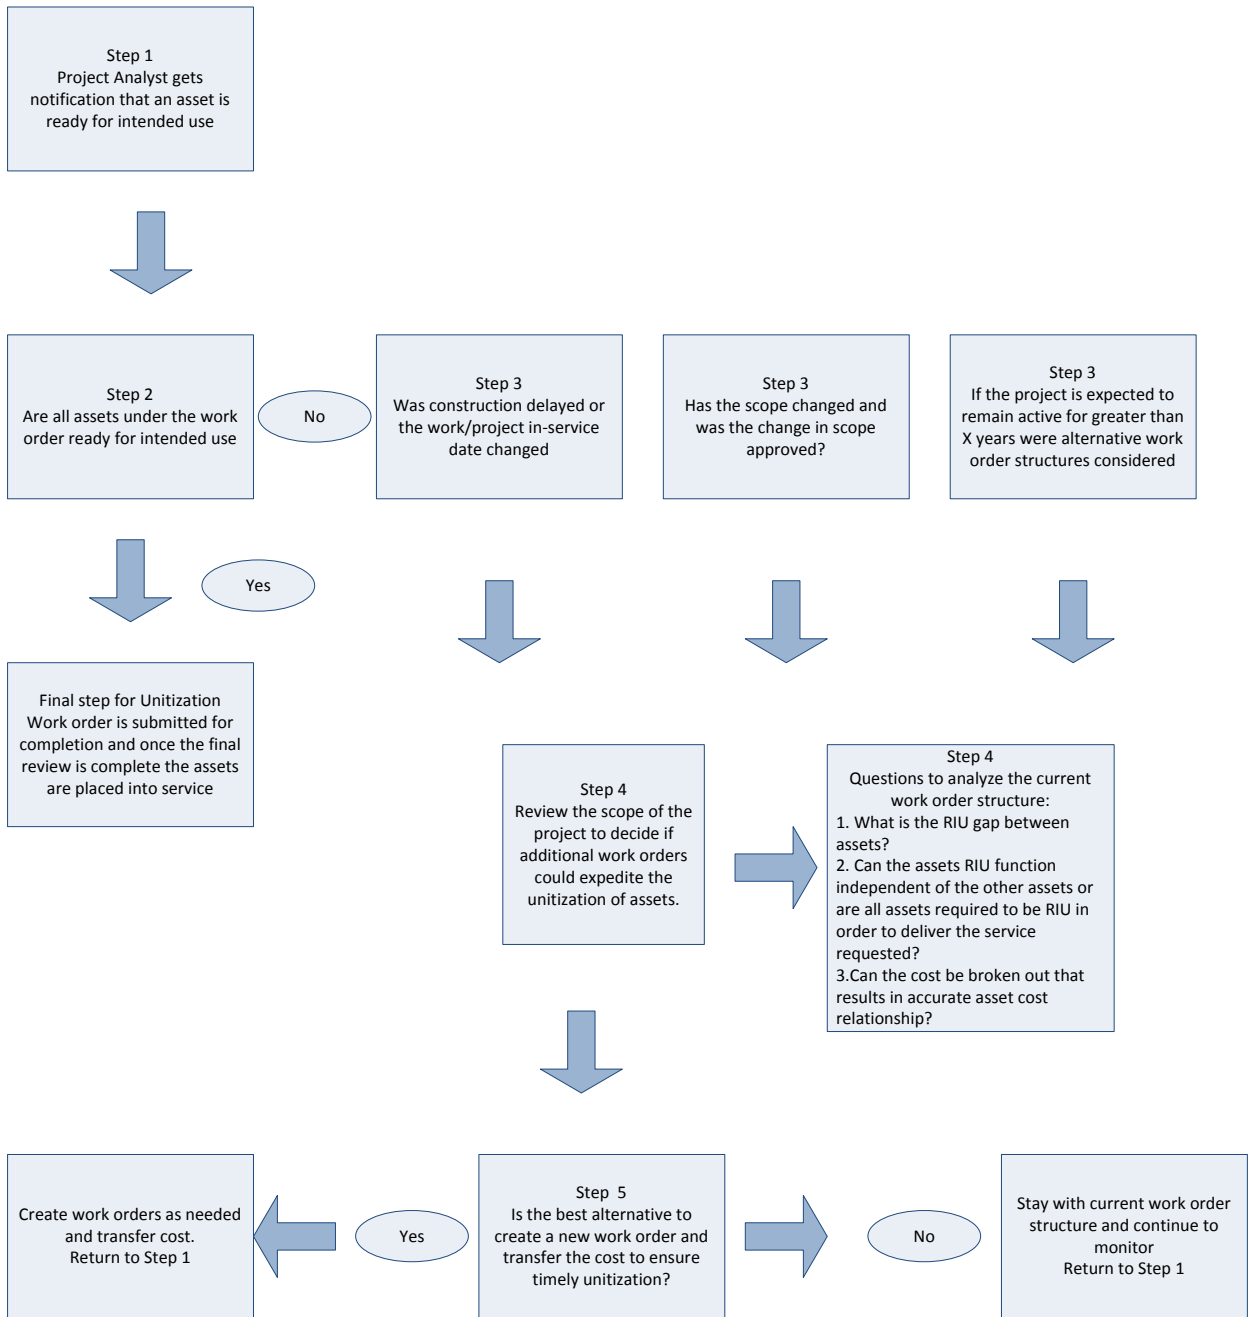 Step 1
Project Analyst gets
notification that an asset is
ready for intended use
Step 2
Are all assets under the work
order ready for intended use
No
Step 3
Was construction delayed or
the work/project in-service
date changed
Step 3
Has the scope changed and
was the change in scope
approved?
Step 3
If the project is expected to
remain active for greater than
X years were alternative work
order structures considered
Yes
Final step for Unitization
Work order is submitted for
completion and once the final
review is complete the assets
are placed into service
Step 4
Review the scope of the
project to decide if
additional work orders
could expedite the
unitization of assets.
Step 4
Questions to analyze the current
work order structure:
1. What is the RIU gap between
assets?
2. Can the assets RIU function
independent of the other assets or
are all assets required to be RIU in
order to deliver the service
requested?
3.Can the cost be broken out that
results in accurate asset cost
relationship?
Create work orders as needed
and transfer cost.
Return to Step 1
Yes
Step  5
Is the best alternative to
create a new work order and
transfer the cost to ensure
timely unitization?
No
Stay with current work order
structure and continue to
monitor
Return to Step 1